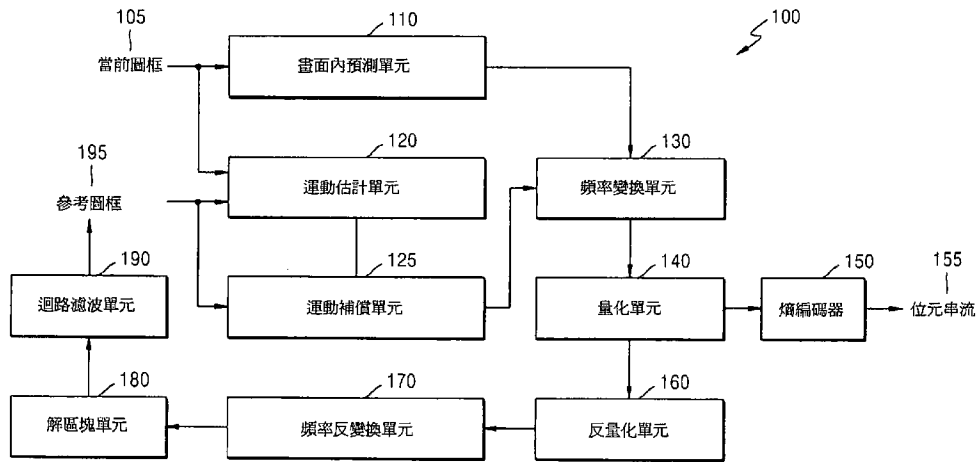 105
110
100
當前圖框
畫面內預測單元
120
130
195
運動估計單元
頻率變換單元
參考圖框
190
125
140
150
155
迴路濾波單元
運動補償單元
量化單元
熵編碼器
位元串流
180
170
160
解區塊單元
頻率反變換單元
反量化單元